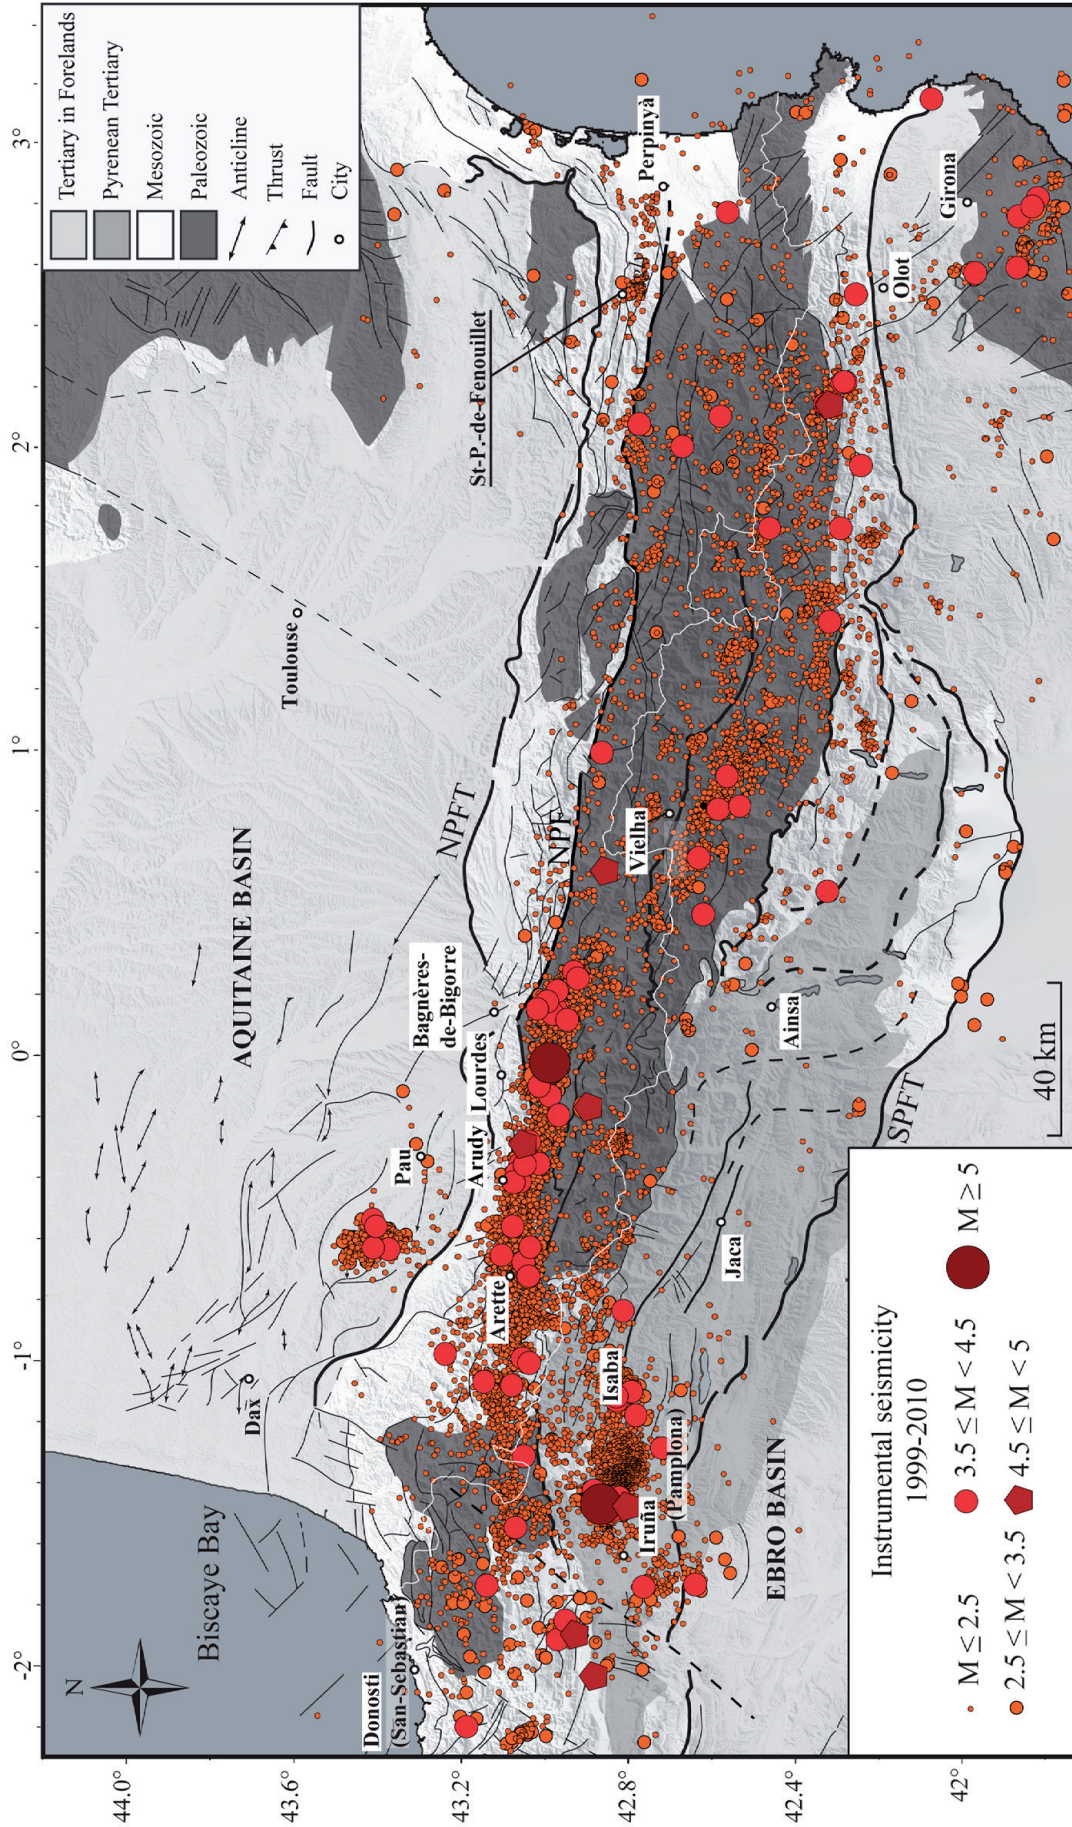 Tertiary in Forelands
Pyrenean Tertiary
Mesozoic
Paleozoic
Anticline
Thrust
Fault
City
-2°
-1°
0°
1°
2°
3°
44.0°
43.6°
43.2°
42.8°
42.4°
42°
N
Biscaye Bay
AQUITAINE BASIN
Dax
Toulouse
Pau
NPFT
Donosti
(San-Sebastian)
Arette
Arudy
Lourdes
Bagnères-
de-Bigorre
NPF
St-P.-de-Fenouillet
Perpinyà
Iruña
(Pamplona)
Isaba
Vielha
Jaca
Ainsa
Olot
Girona
EBRO BASIN
SPFT
40 km
Instrumental seismicity
1999-2010
M ≤ 2.5
3.5 ≤ M < 4.5
M ≥ 5
2.5 ≤ M < 3.5
4.5 ≤ M < 5